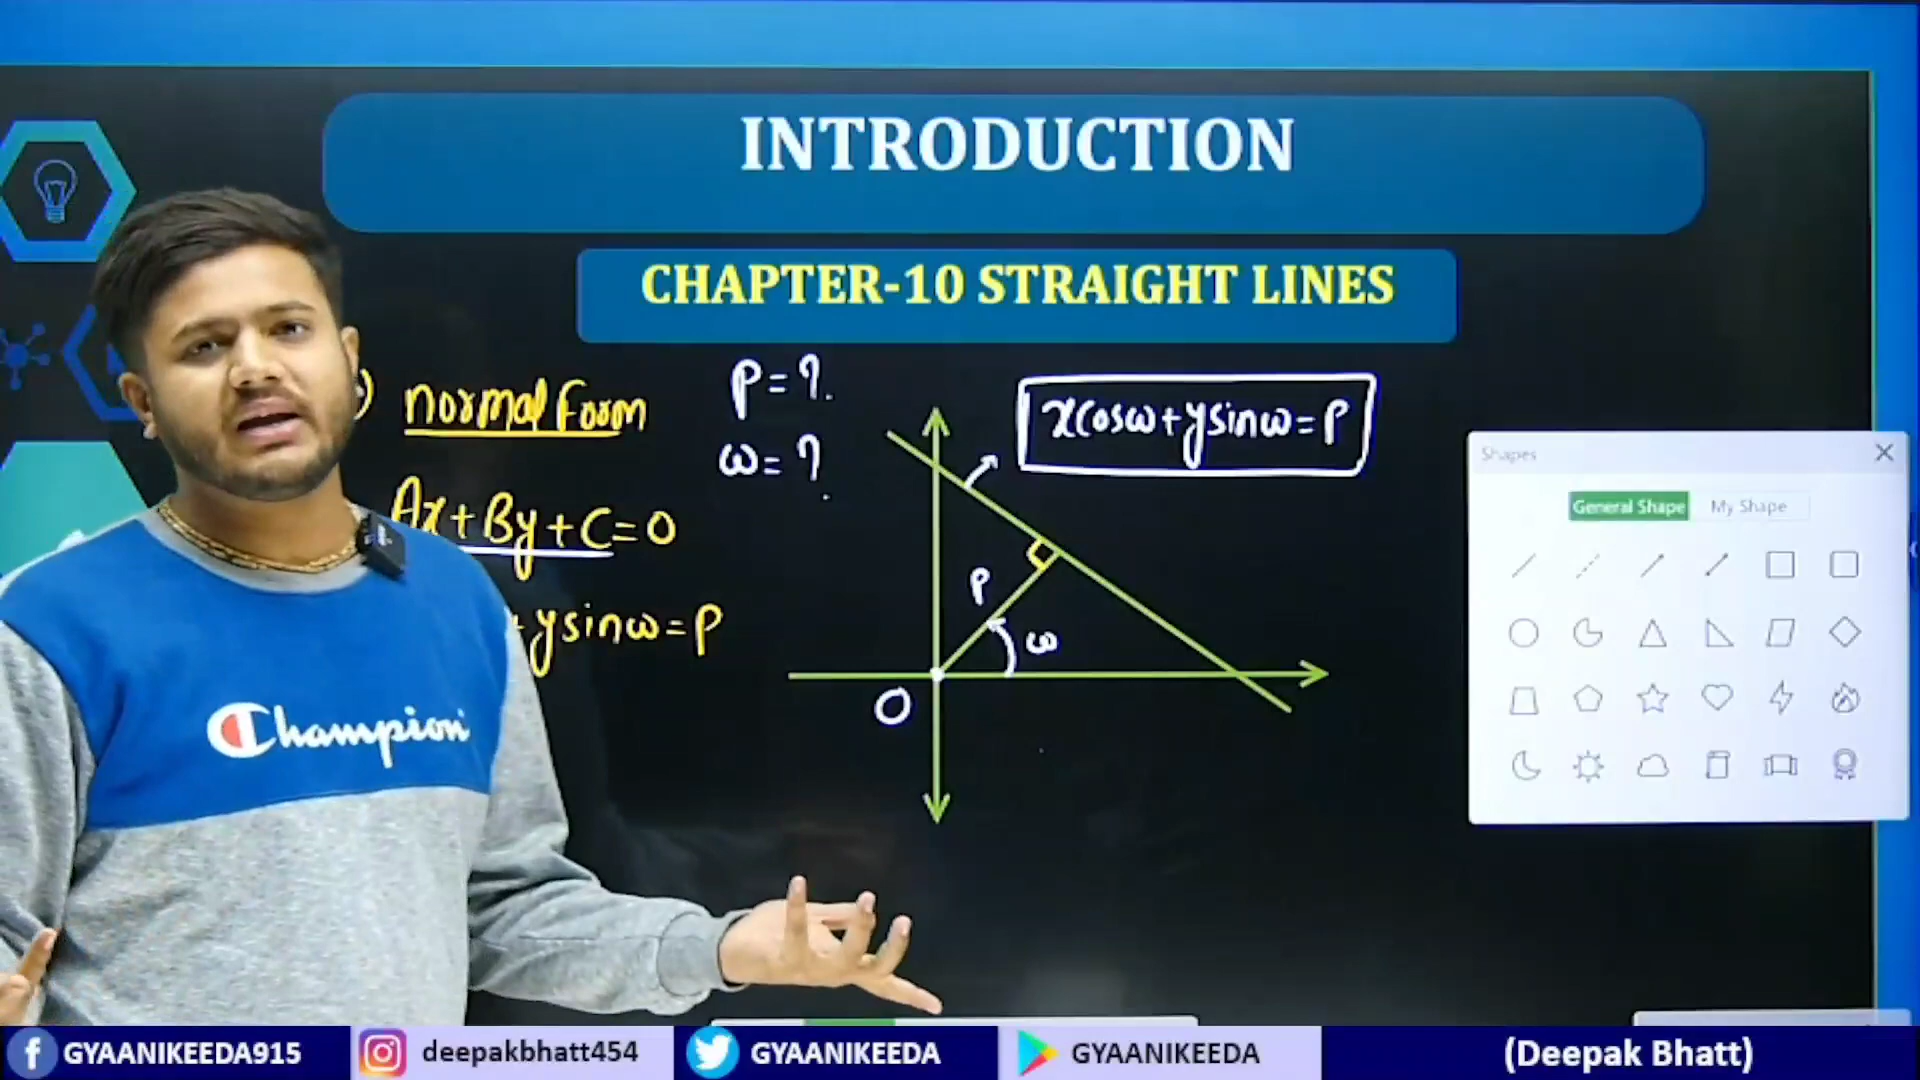 INTRODUCTION
CHAPTER-10 STRAIGHT LINES
) normal form
p = ?.
ω = ?.
xcosω+ysinω=p
Ax+By+C=0
+ ysinω=p
p
ω
O
Champion
Shapes
General Shape My Shape
GYAANIKEEDA915 deepakbhatt454 GYAANIKEEDA GYAANIKEEDA (Deepak Bhatt)